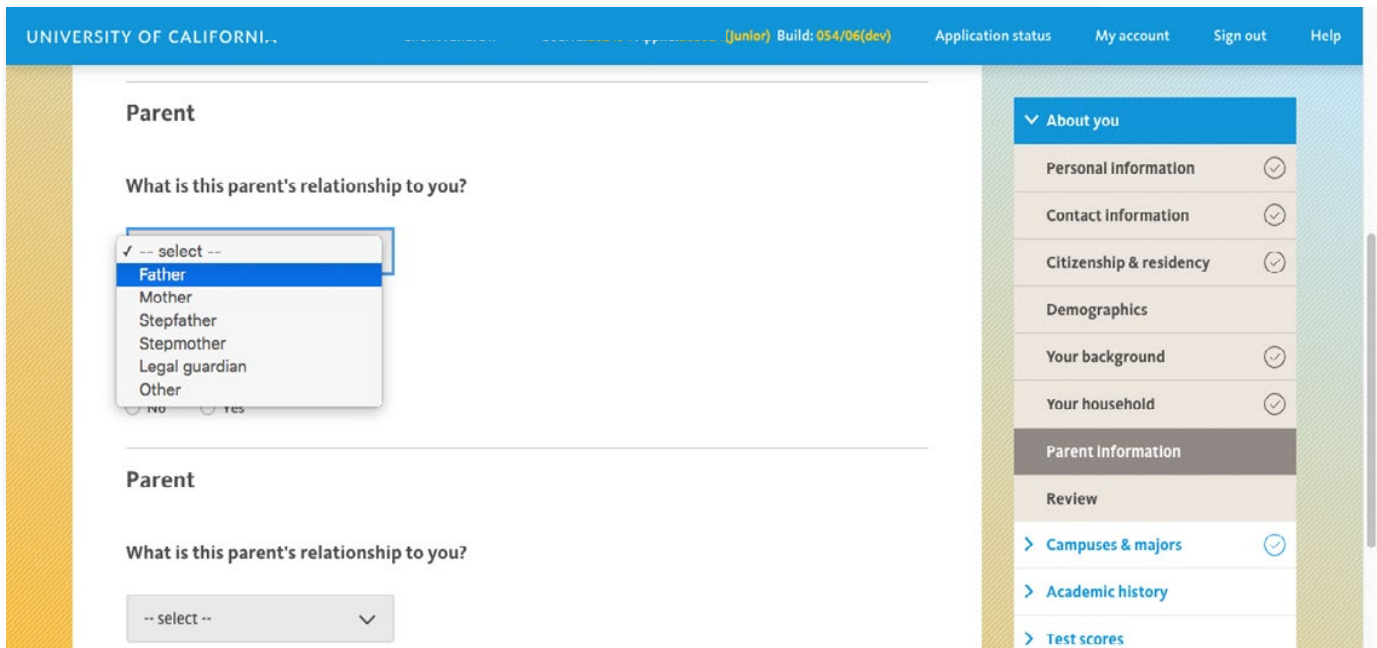 UNIVERSITY OF CALIFORNI
(Junior) Build: 054/06(dev)
Application status
My account
Sign out
Help
Parent
What is this parent's relationship to you?
✓ -- select --
Father
Mother
Stepfather
Stepmother
Legal guardian
Other
No Yes
Parent
What is this parent's relationship to you?
-- select --
About you
Personal information
Contact information
Citizenship & residency
Demographics
Your background
Your household
Parent information
Review
Campuses & majors
Academic history
Test scores